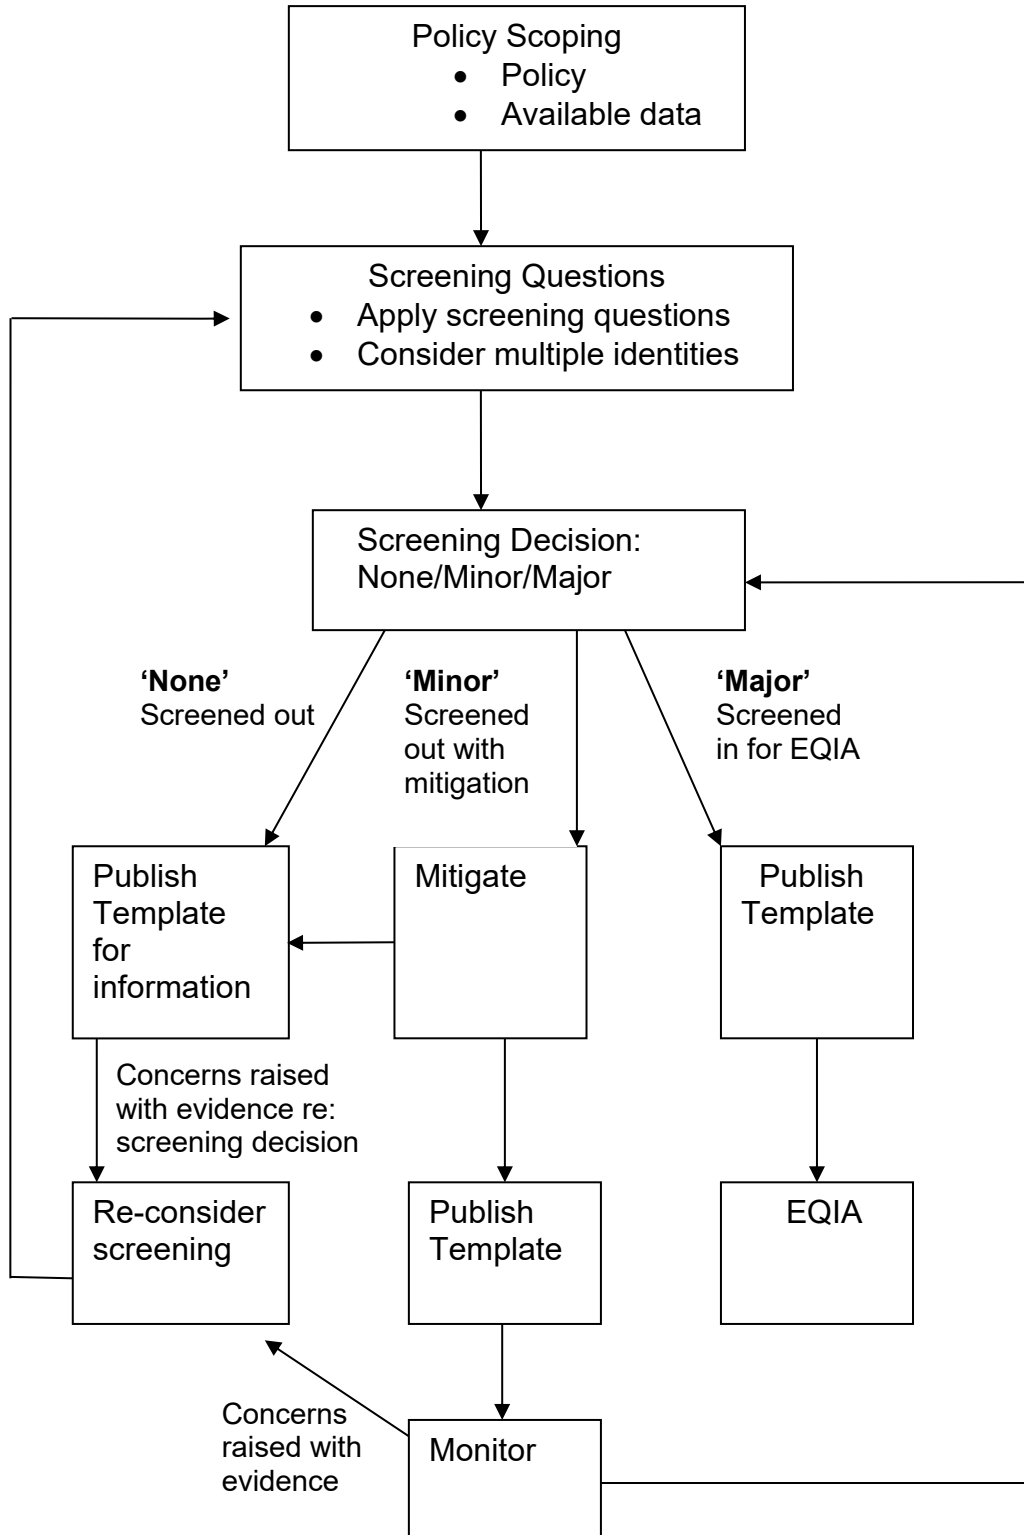 Policy Scoping
• Policy
• Available data
Screening Questions
• Apply screening questions
• Consider multiple identities
Screening Decision:
None/Minor/Major
‘None’
Screened out
‘Minor’
Screened
out with
mitigation
‘Major’
Screened
in for EQIA
Publish
Template
for
information
Mitigate
Publish
Template
Concerns raised
with evidence re:
screening decision
Re-consider
screening
Publish
Template
EQIA
Concerns
raised with
evidence
Monitor